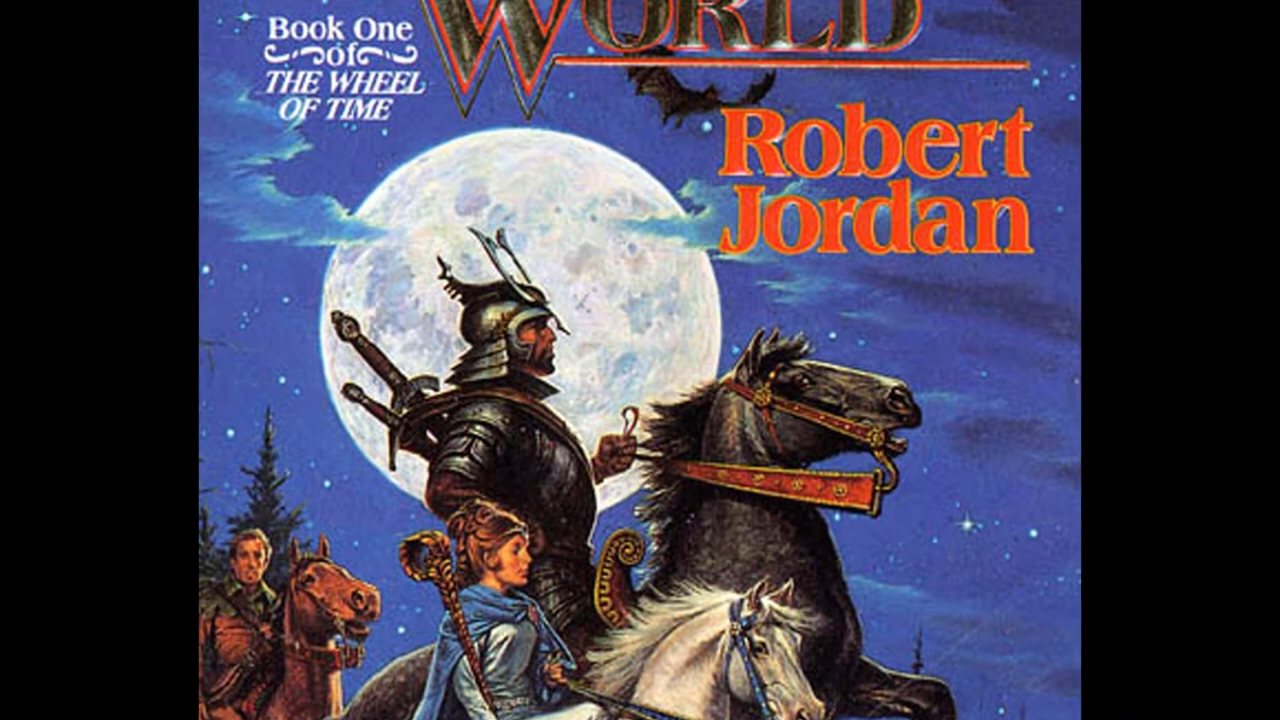 WORLD
Book One
of
THE WHEEL
OF TIME
Robert
Jordan